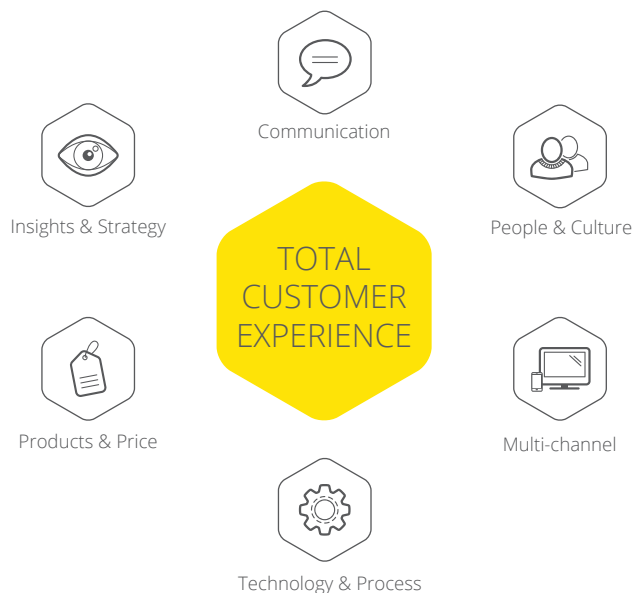 Communication
Insights & Strategy
People & Culture
TOTAL
CUSTOMER
EXPERIENCE
Products & Price
Multi-channel
Technology & Process